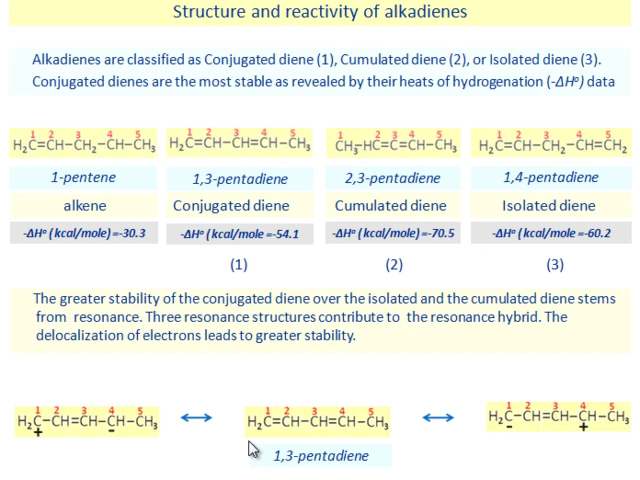 Structure and reactivity of alkadienes
Alkadienes are classified as Conjugated diene (1), Cumulated diene (2), or Isolated diene (3).
Conjugated dienes are the most stable as revealed by their heats of hydrogenation (-ΔHº) data
1 2 3 4 5 1 2 3 4 5 1 2 3 4 5 1 2 3 4 5
H₂C=CH−CH₂−CH−CH₃ H₂C=CH−CH=CH−CH₃ CH₃−HC=C=CH−CH₃ H₂C=CH−CH₂−CH=CH₂
1-pentene 1,3-pentadiene 2,3-pentadiene 1,4-pentadiene
alkene Conjugated diene Cumulated diene Isolated diene
-ΔHº (kcal/mole)=-30.3 -ΔHº (kcal/mole =-54.1 -ΔHº (kcal/mole =-70.5 -ΔHº (kcal/mole =-60.2
(1) (2) (3)
The greater stability of the conjugated diene over the isolated and the cumulated diene stems
from resonance. Three resonance structures contribute to the resonance hybrid. The
delocalization of electrons leads to greater stability.
1 2 3 4 5 1 2 3 4 5 1 2 3 4 5
H₂C−CH=CH−CH−CH₃ ↔ H₂C=CH−CH=CH−CH₃ ↔ H₂C−CH=CH−CH−CH₃
+ - - +
1,3-pentadiene